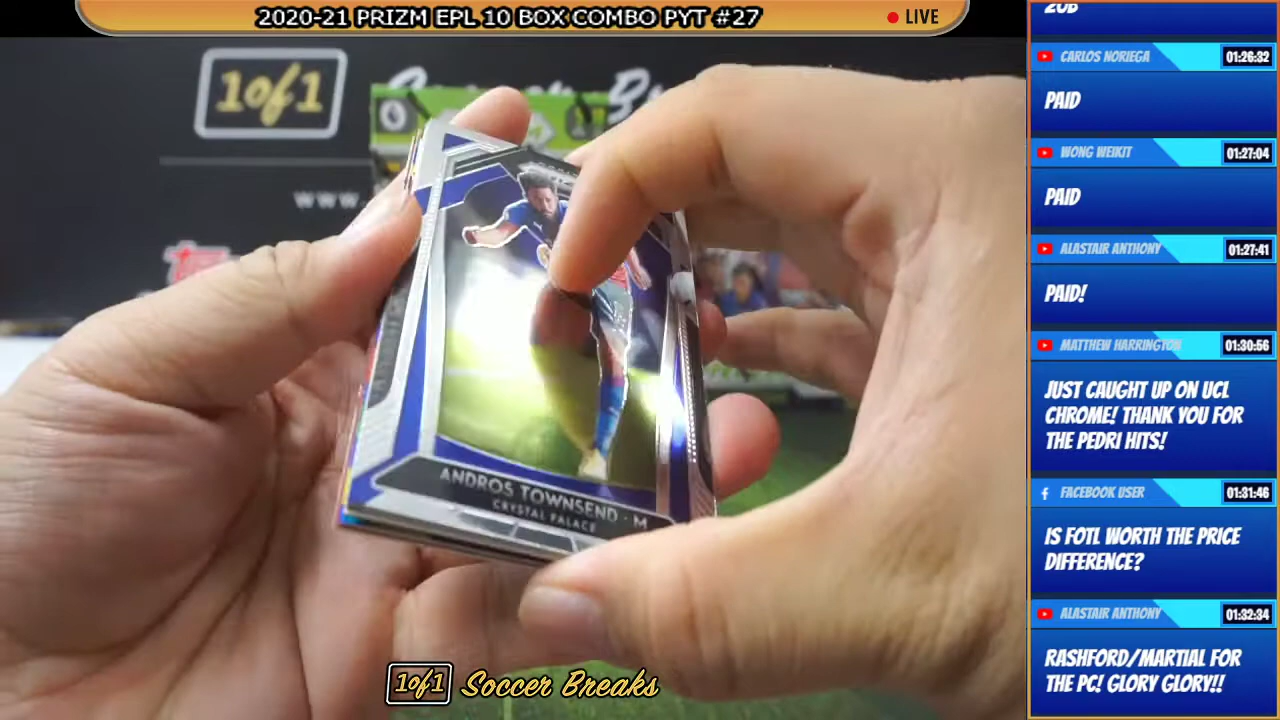 2020-21 PRIZM EPL 10 BOX COMBO PYT #27
LIVE
1of1
WWW.
ANDROS TOWNSEND · M
CRYSTAL PALACE
1of1 Soccer Breaks
CARLOS NORIEGA 01:26:32
PAID
WONG WEIKIT 01:27:04
PAID
ALASTAIR ANTHONY 01:27:41
PAID!
MATTHEW HARRINGTON 01:30:56
JUST CAUGHT UP ON UCL
CHROME! THANK YOU FOR
THE PEDRI HITS!
FACEBOOK USER 01:31:46
IS FOTL WORTH THE PRICE
DIFFERENCE?
ALASTAIR ANTHONY 01:32:34
RASHFORD/MARTIAL FOR
THE PC! GLORY GLORY!!